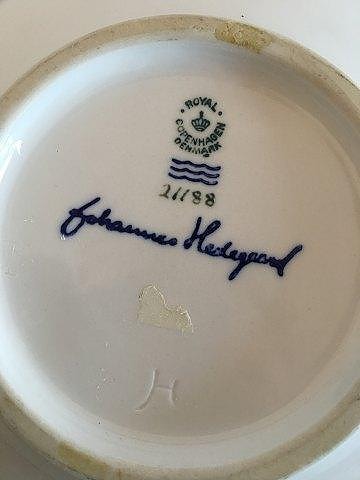 ROYAL
COPENHAGEN
DENMARK
21188
Johannes Hedegaard
H